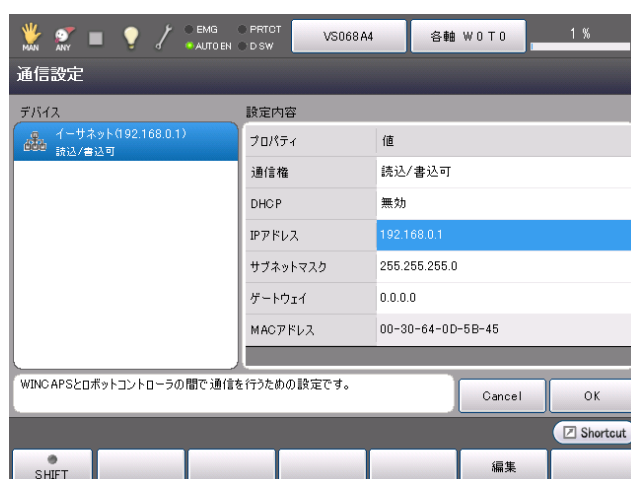 EMG
PRTCT
MAN
ANY
AUTO EN
D SW
VS068A4
各軸 W 0 T 0
1 %
通信設定
デバイス
設定内容
イーサネット(192.168.0.1)
読込/書込可
プロパティ
値
通信権
読込/書込可
DHCP
無効
IPアドレス
192.168.0.1
サブネットマスク
255.255.255.0
ゲートウェイ
0.0.0.0
MACアドレス
00-30-64-0D-5B-45
WINCAPSとロボットコントローラの間で通信を行うための設定です。
Cancel
OK
Shortcut
SHIFT
編集